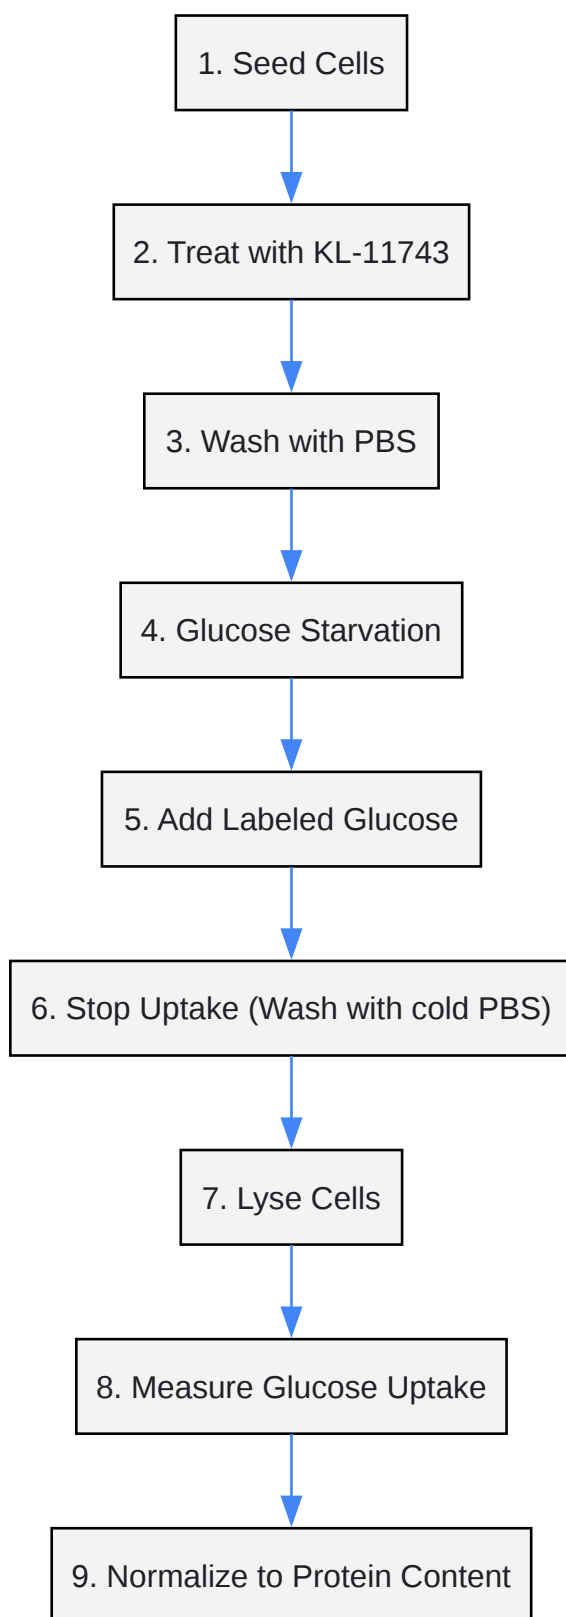 1. Seed Cells
2. Treat with KL-11743
3. Wash with PBS
4. Glucose Starvation
5. Add Labeled Glucose
6. Stop Uptake (Wash with cold PBS)
7. Lyse Cells
8. Measure Glucose Uptake
9. Normalize to Protein Content